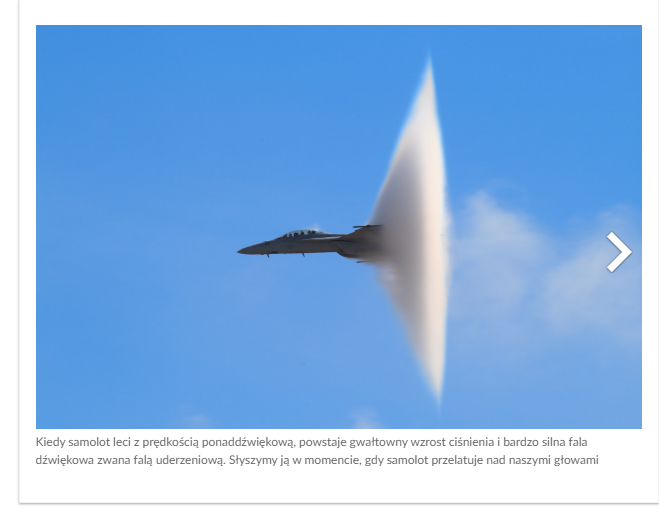 Kiedy samolot leci z prędkością ponaddźwiękową, powstaje gwałtowny wzrost ciśnienia i bardzo silna fala
dźwiękowa zwana falą uderzeniową. Słyszymy ją w momencie, gdy samolot przelatuje nad naszymi głowami